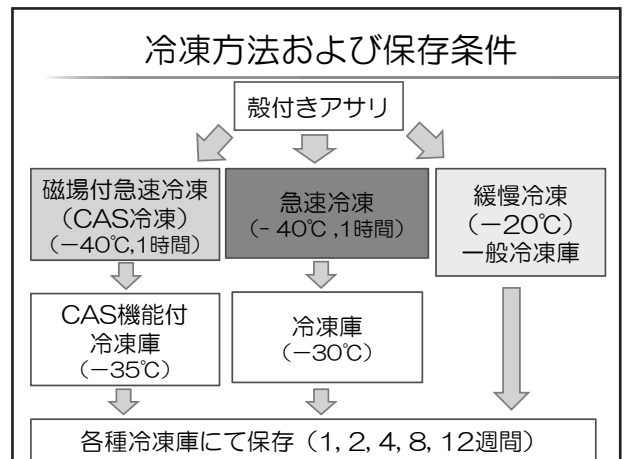 冷凍方法および保存条件
殻付きアサリ
磁場付急速冷凍
（CAS冷凍）
（－40℃,1時間）
急速冷凍
（- 40℃ ,1時間）
緩慢冷凍
（－20℃）
一般冷凍庫
CAS機能付
冷凍庫
（－35℃）
冷凍庫
（－30℃）
各種冷凍庫にて保存（1, 2, 4, 8, 12週間）